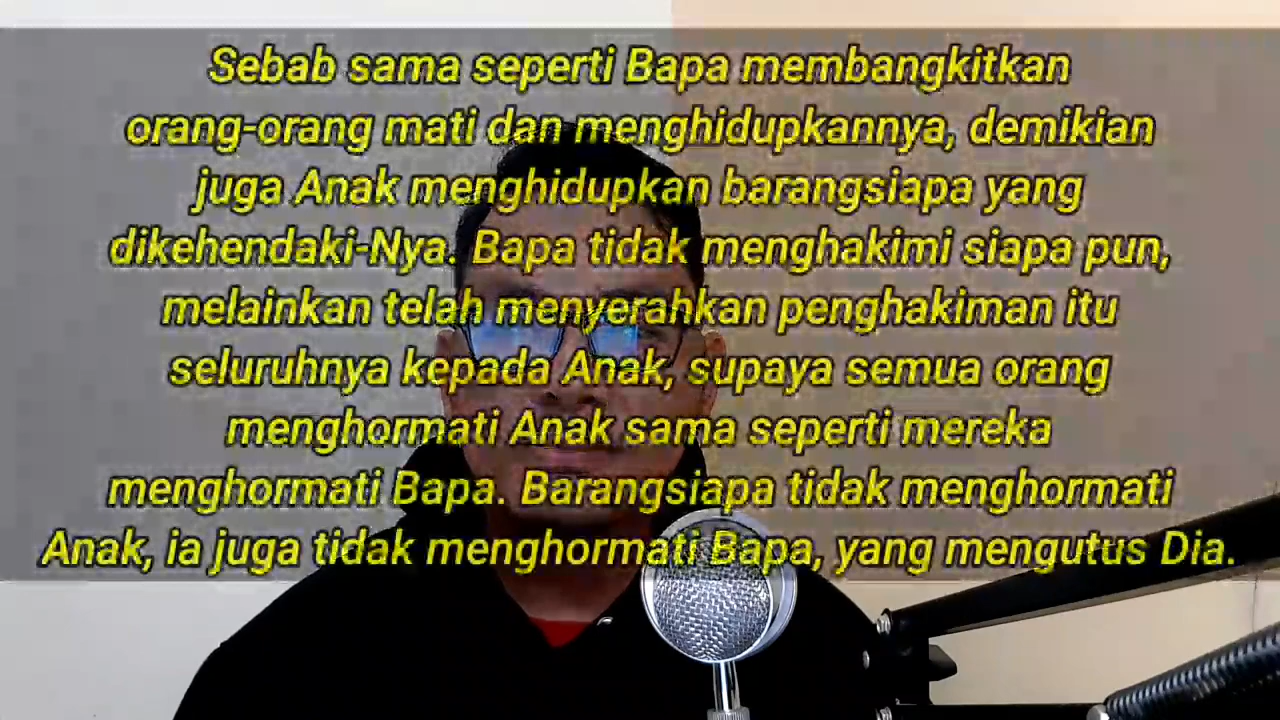 Sebab sama seperti Bapa membangkitkan
orang-orang mati dan menghidupkannya, demikian
juga Anak menghidupkan barangsiapa yang
dikehendaki-Nya. Bapa tidak menghakimi siapa pun,
melainkan telah menyerahkan penghakiman itu
seluruhnya kepada Anak, supaya semua orang
menghormati Anak sama seperti mereka
menghormati Bapa. Barangsiapa tidak menghormati
Anak, ia juga tidak menghormati Bapa, yang mengutus Dia.